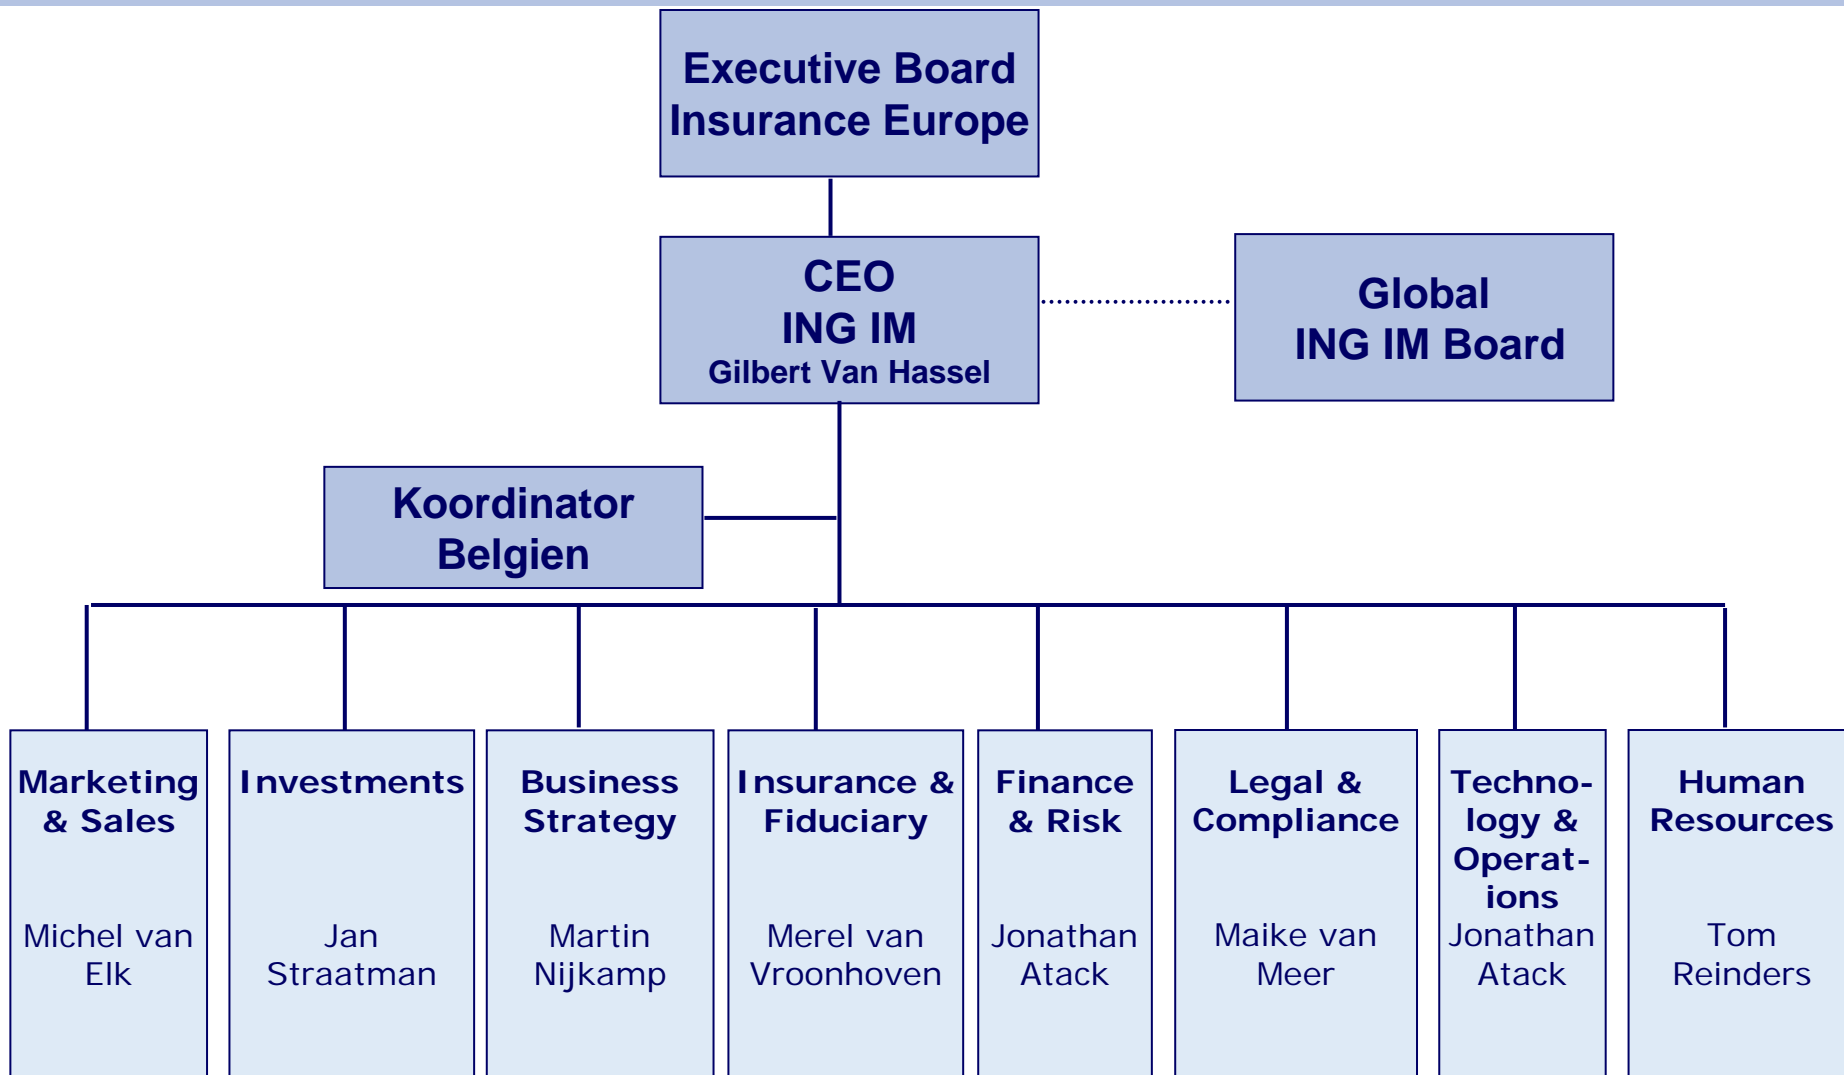 Executive Board
Insurance Europe
CEO
ING IM
Gilbert Van Hassel
Global
ING IM Board
Koordinator
Belgien
Marketing
& Sales
Michel van
Elk
Investments
Jan
Straatman
Business
Strategy
Martin
Nijkamp
Insurance &
Fiduciary
Merel van
Vroonhoven
Finance
& Risk
Jonathan
Atack
Legal &
Compliance
Maike van
Meer
Techno-
logy &
Operat-
ions
Jonathan
Atack
Human
Resources
Tom
Reinders